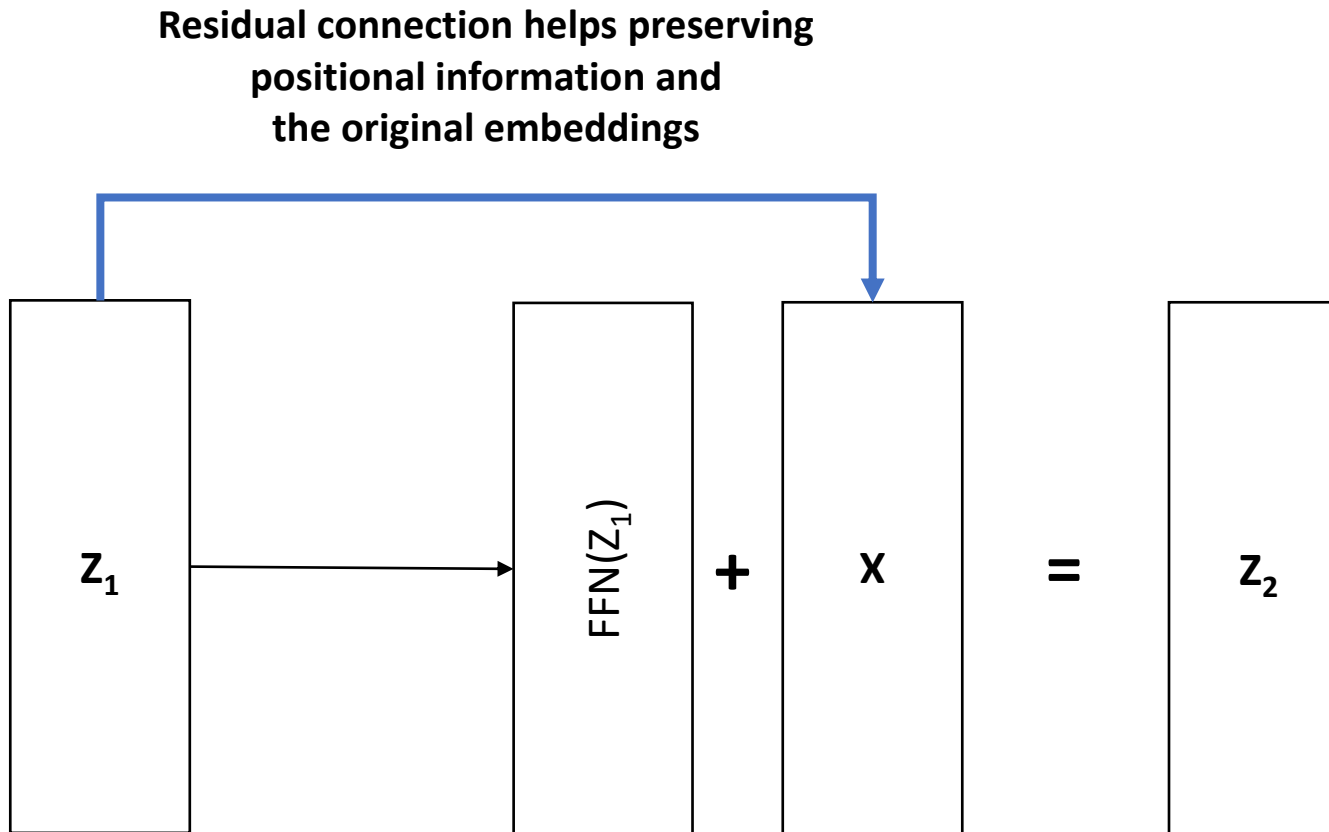 Residual connection helps preserving
positional information and
the original embeddings
Z₁
FFN(Z₁)
+
X
=
Z₂